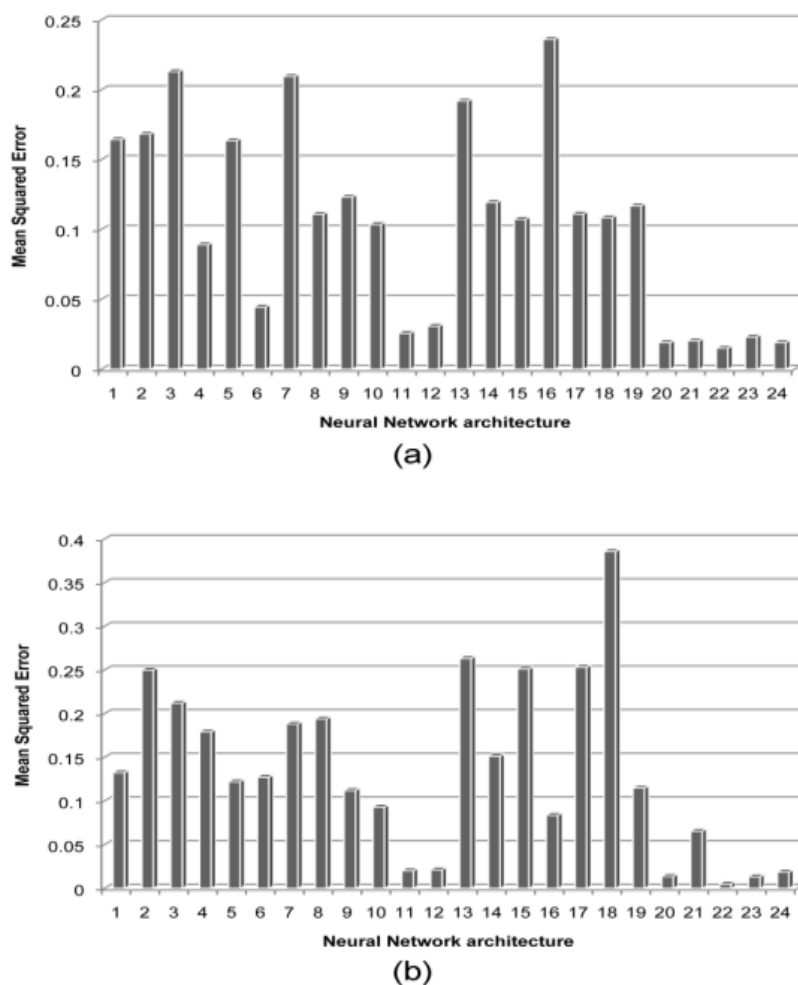 0.25
0.2
0.15
0.1
0.05
0
Mean Squared Error
1 2 3 4 5 6 7 8 9 10 11 12 13 14 15 16 17 18 19 20 21 22 23 24
Neural Network architecture
(a)
0.4
0.35
0.3
0.25
0.2
0.15
0.1
0.05
0
Mean Squared Error
1 2 3 4 5 6 7 8 9 10 11 12 13 14 15 16 17 18 19 20 21 22 23 24
Neural Network architecture
(b)